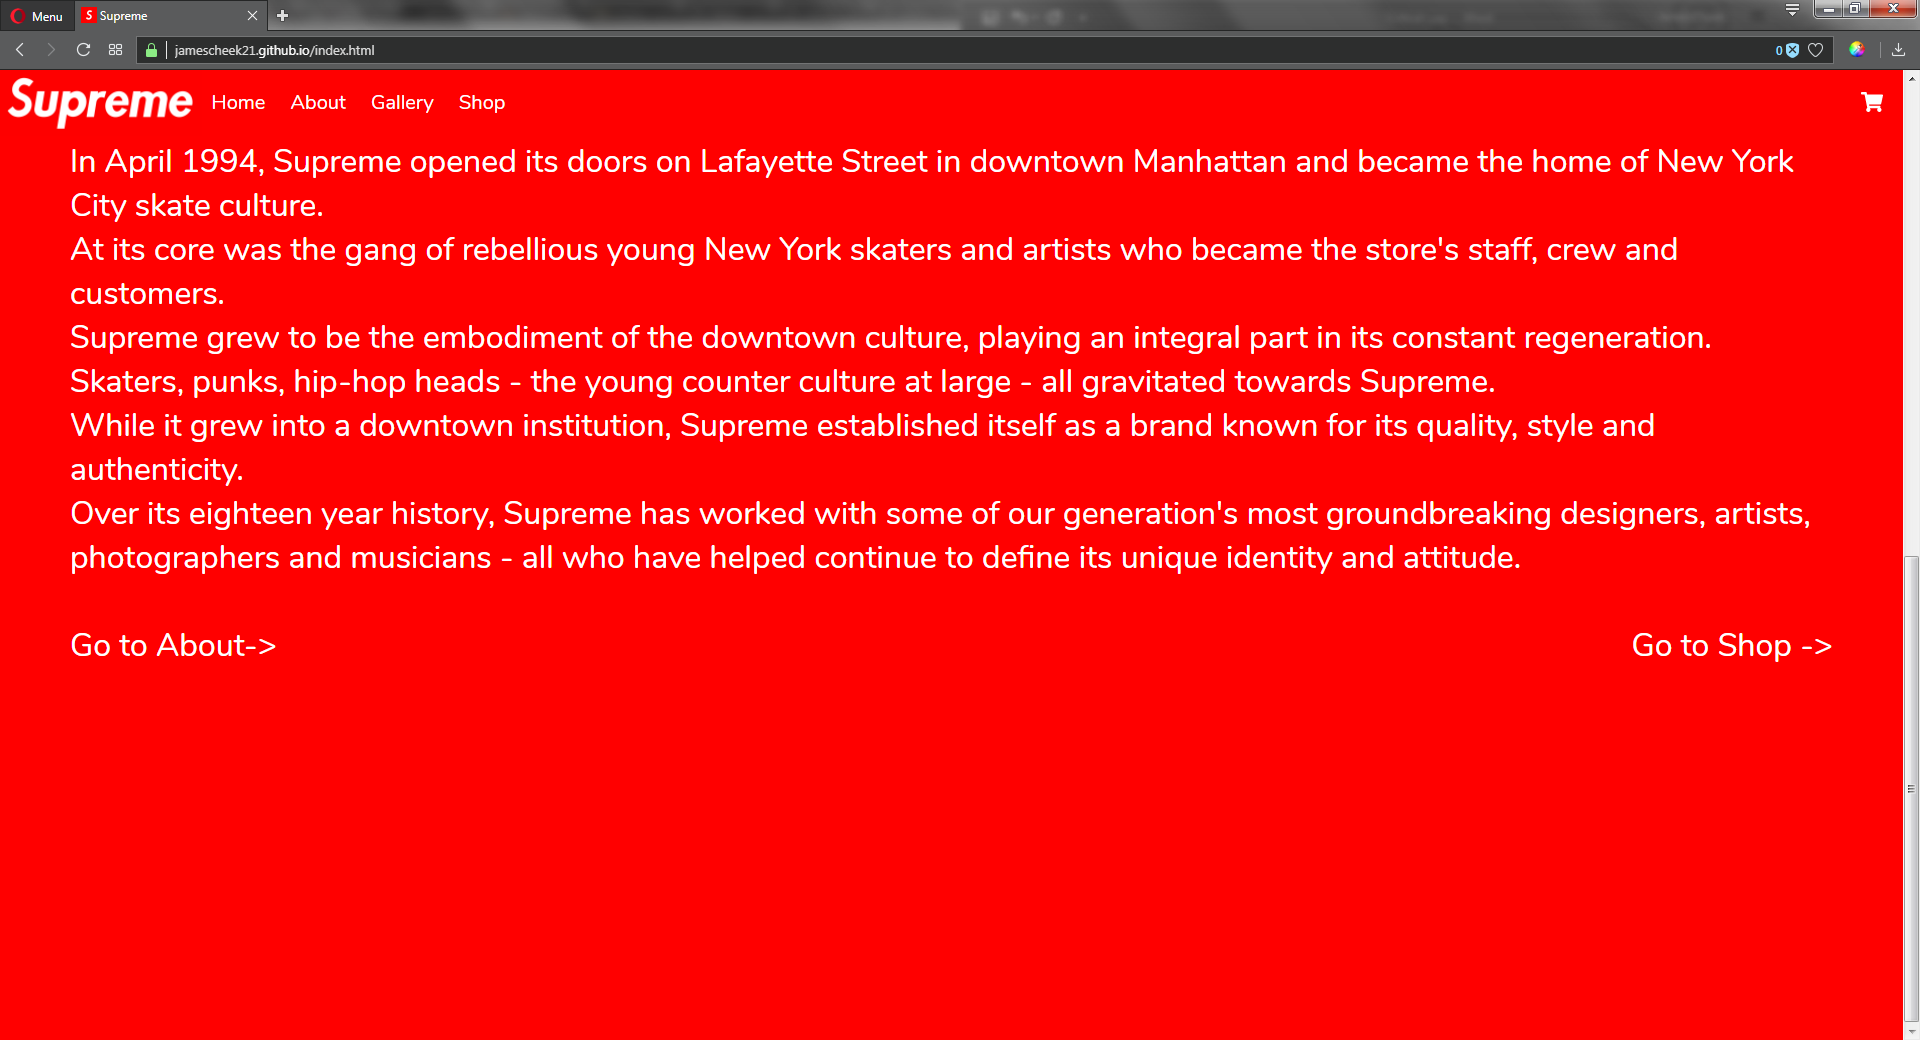 Menu
S Supreme
jamescheek21.github.io/index.html
0
Supreme Home About Gallery Shop
In April 1994, Supreme opened its doors on Lafayette Street in downtown Manhattan and became the home of New York
City skate culture.
At its core was the gang of rebellious young New York skaters and artists who became the store's staff, crew and
customers.
Supreme grew to be the embodiment of the downtown culture, playing an integral part in its constant regeneration.
Skaters, punks, hip-hop heads - the young counter culture at large - all gravitated towards Supreme.
While it grew into a downtown institution, Supreme established itself as a brand known for its quality, style and
authenticity.
Over its eighteen year history, Supreme has worked with some of our generation's most groundbreaking designers, artists,
photographers and musicians - all who have helped continue to define its unique identity and attitude.
Go to About->
Go to Shop ->